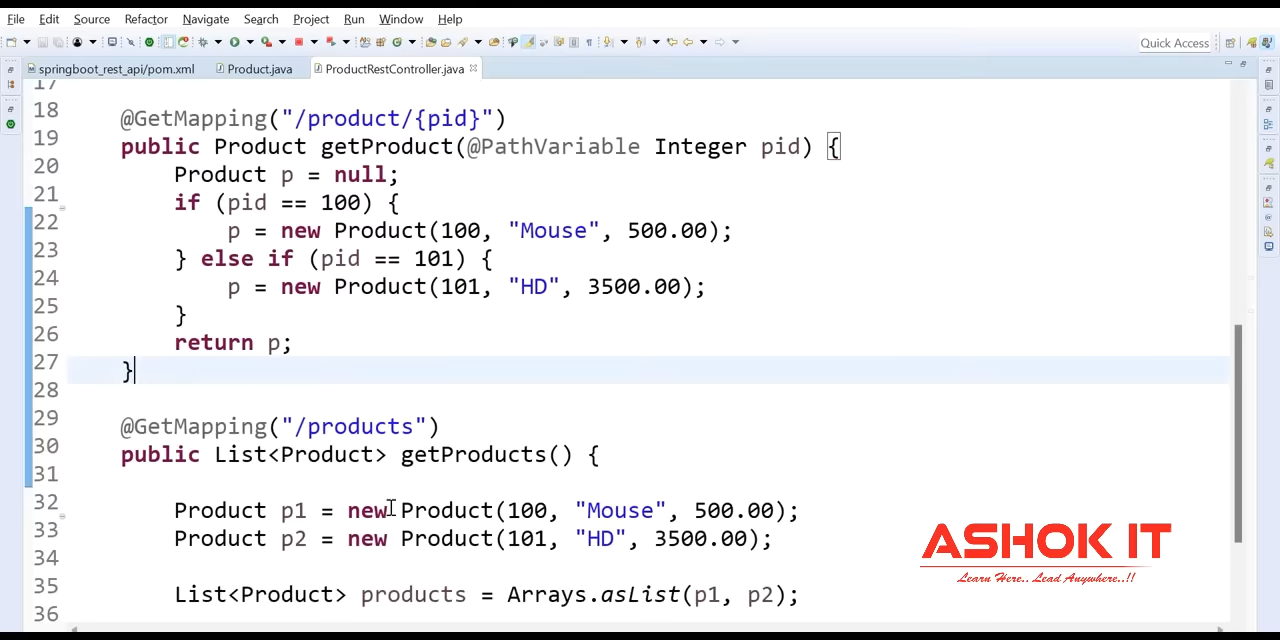 File Edit Source Refactor Navigate Search Project Run Window Help
Quick Access
springboot_rest_api/pom.xml Product.java ProductRestController.java
17
18 @GetMapping("/product/{pid}")
19 public Product getProduct(@PathVariable Integer pid) {
20 Product p = null;
21 if (pid == 100) {
22 p = new Product(100, "Mouse", 500.00);
23 } else if (pid == 101) {
24 p = new Product(101, "HD", 3500.00);
25 }
26 return p;
27 }
28
29 @GetMapping("/products")
30 public List<Product> getProducts() {
31
32 Product p1 = new Product(100, "Mouse", 500.00);
33 Product p2 = new Product(101, "HD", 3500.00);
34
35 List<Product> products = Arrays.asList(p1, p2);
36
ASHOK IT
Learn Here.. Lead Anywhere..!!